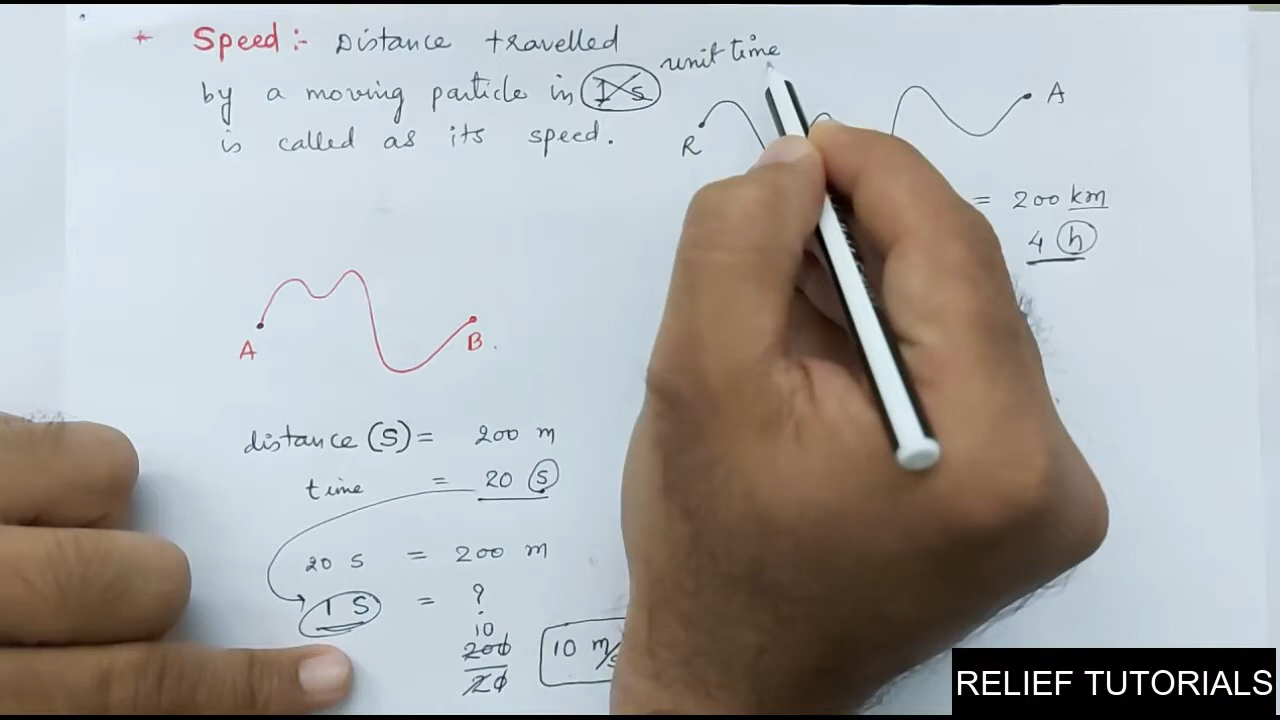 + Speed :- Distance travelled
by a moving particle in 1 s unit time
is called as its speed.
R
A
= 200 km
4 h
A
B .
distance (S) = 200 m
time = 20 s
20 s = 200 m
1 s = ?
10
200
20
10 m/s
RELIEF TUTORIALS